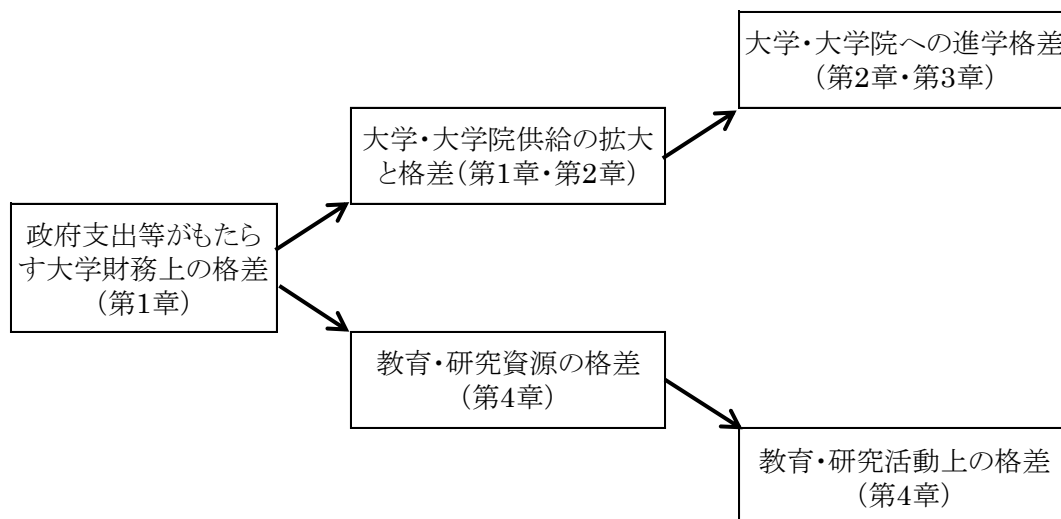 大学・大学院への進学格差
(第2章・第3章)
大学・大学院供給の拡大
と格差(第1章・第2章)
政府支出等がもたら
す大学財務上の格差
(第1章)
教育・研究資源の格差
(第4章)
教育・研究活動上の格差
(第4章)